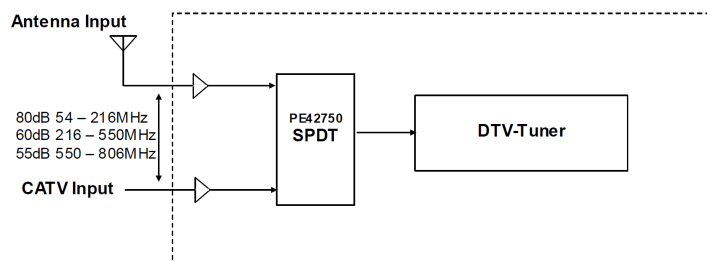 Antenna Input
80dB 54 – 216MHz
60dB 216 – 550MHz
55dB 550 – 806MHz
CATV Input
PE42750
SPDT
DTV-Tuner